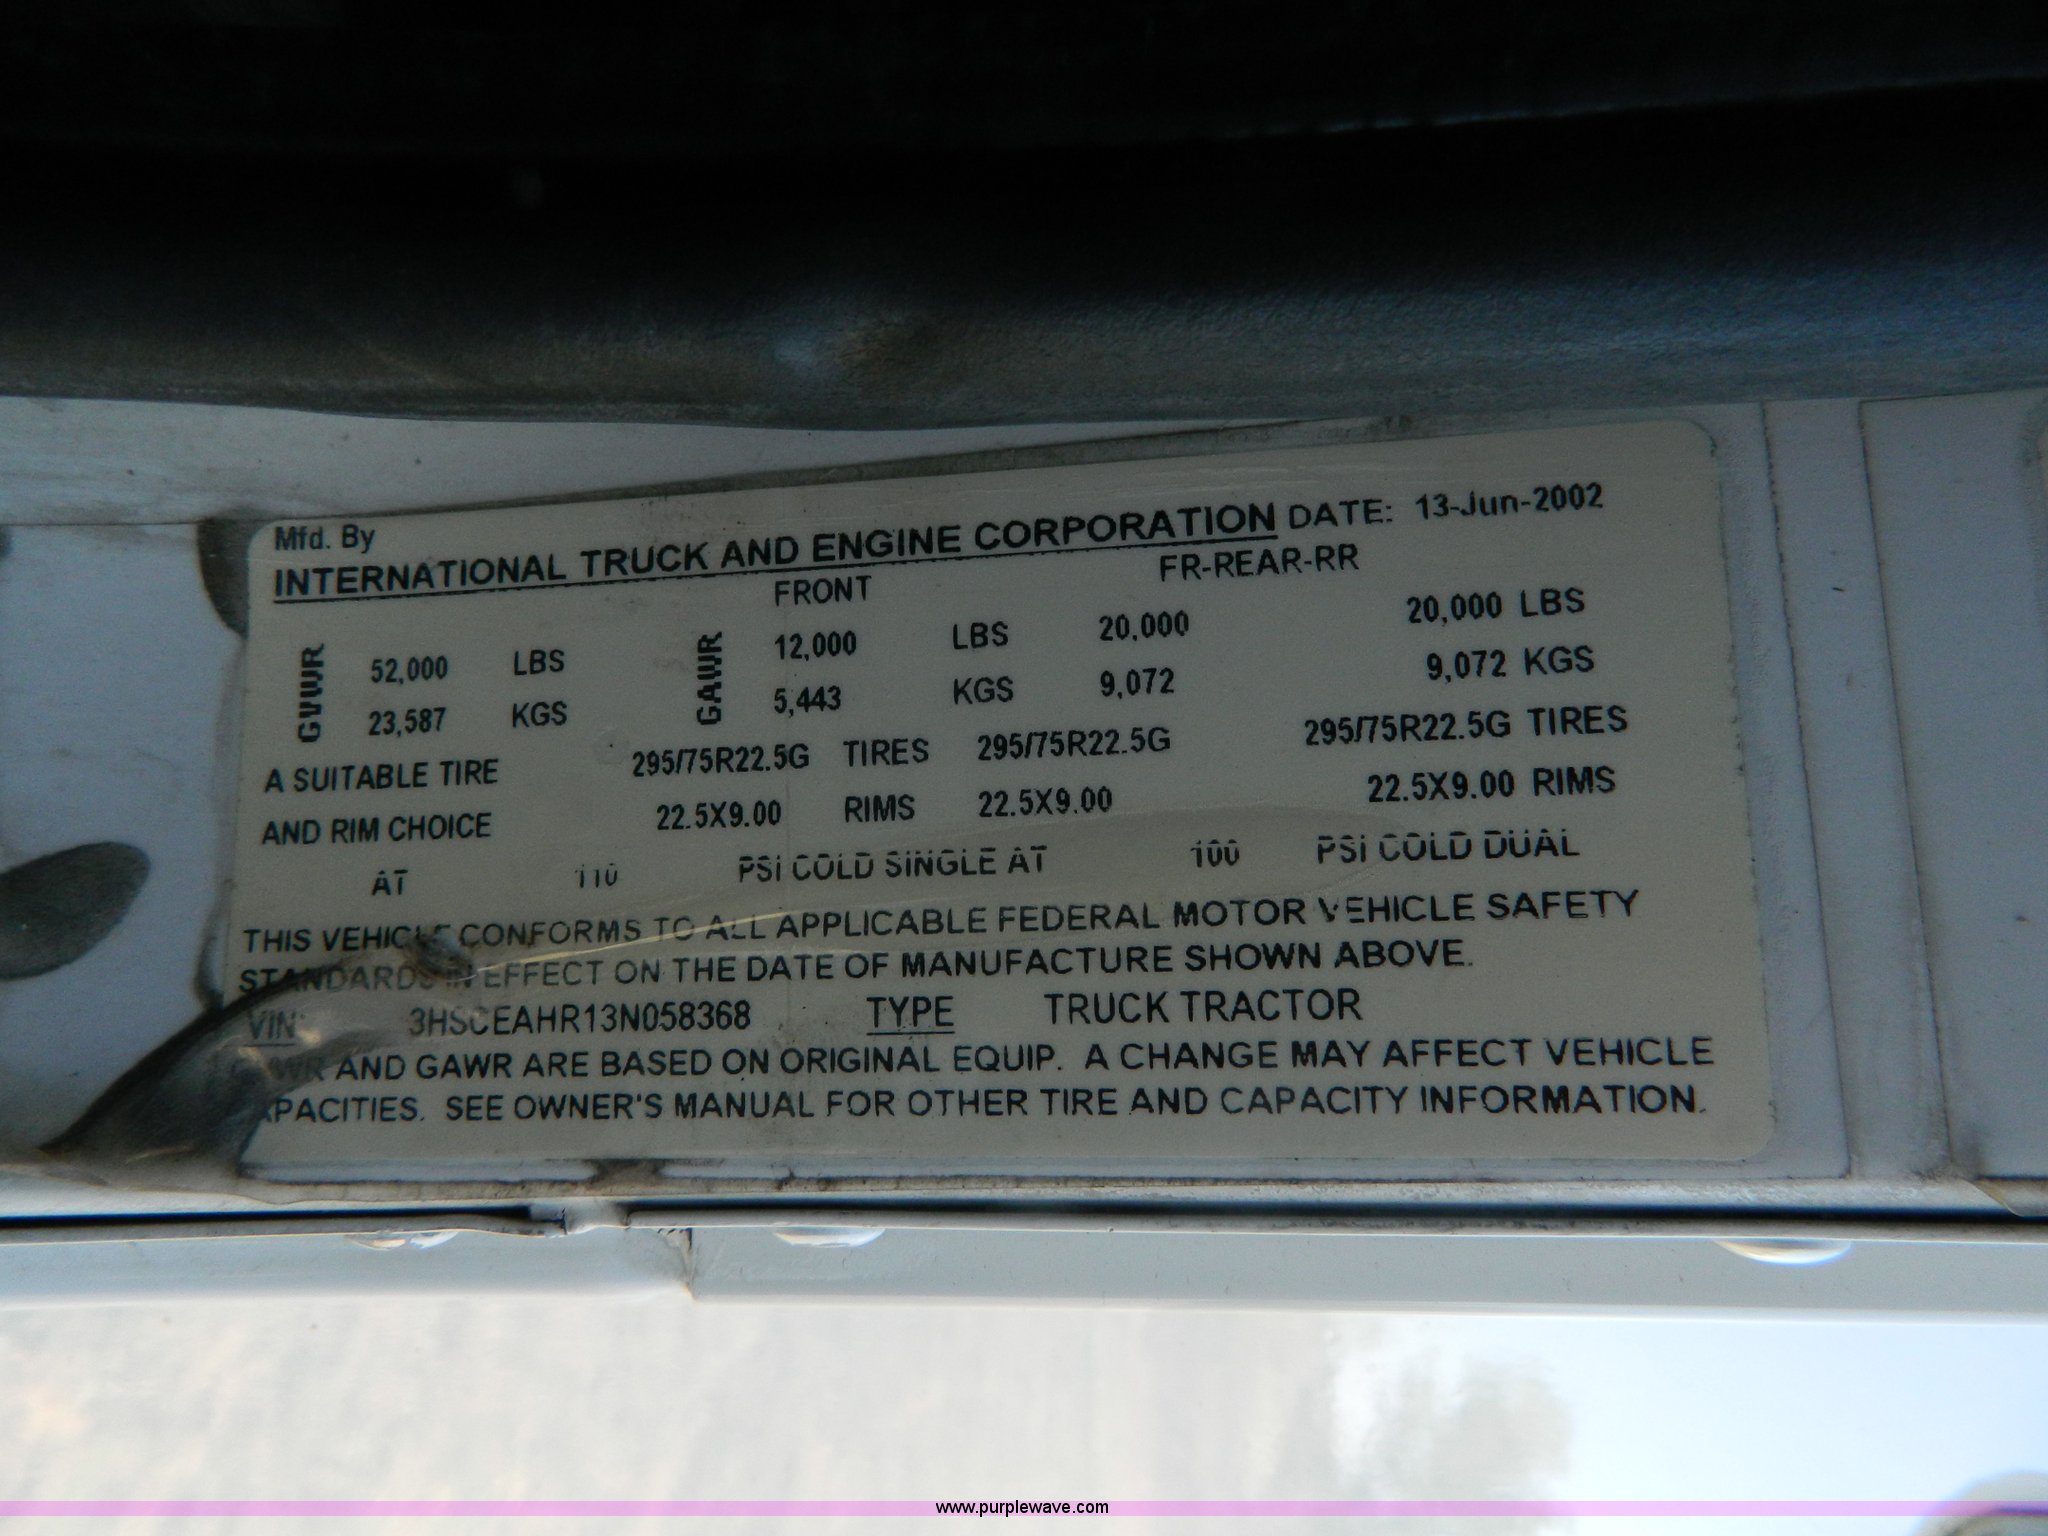 Mfd. By
INTERNATIONAL TRUCK AND ENGINE CORPORATION DATE: 13-Jun-2002
FRONT FR-REAR-RR
GVWR 52,000 LBS GAWR 12,000 LBS 20,000 20,000 LBS
23,587 KGS 5,443 KGS 9,072 9,072 KGS
A SUITABLE TIRE 295/75R22.5G TIRES 295/75R22.5G 295/75R22.5G TIRES
AND RIM CHOICE 22.5X9.00 RIMS 22.5X9.00 22.5X9.00 RIMS
AT 110 PSI COLD SINGLE AT 100 PSI COLD DUAL
THIS VEHICLE CONFORMS TO ALL APPLICABLE FEDERAL MOTOR VEHICLE SAFETY
STANDARDS IN EFFECT ON THE DATE OF MANUFACTURE SHOWN ABOVE.
VIN: 3HSCEAHR13N058368 TYPE TRUCK TRACTOR
GVWR AND GAWR ARE BASED ON ORIGINAL EQUIP. A CHANGE MAY AFFECT VEHICLE
CAPACITIES. SEE OWNER'S MANUAL FOR OTHER TIRE AND CAPACITY INFORMATION.
www.purplewave.com